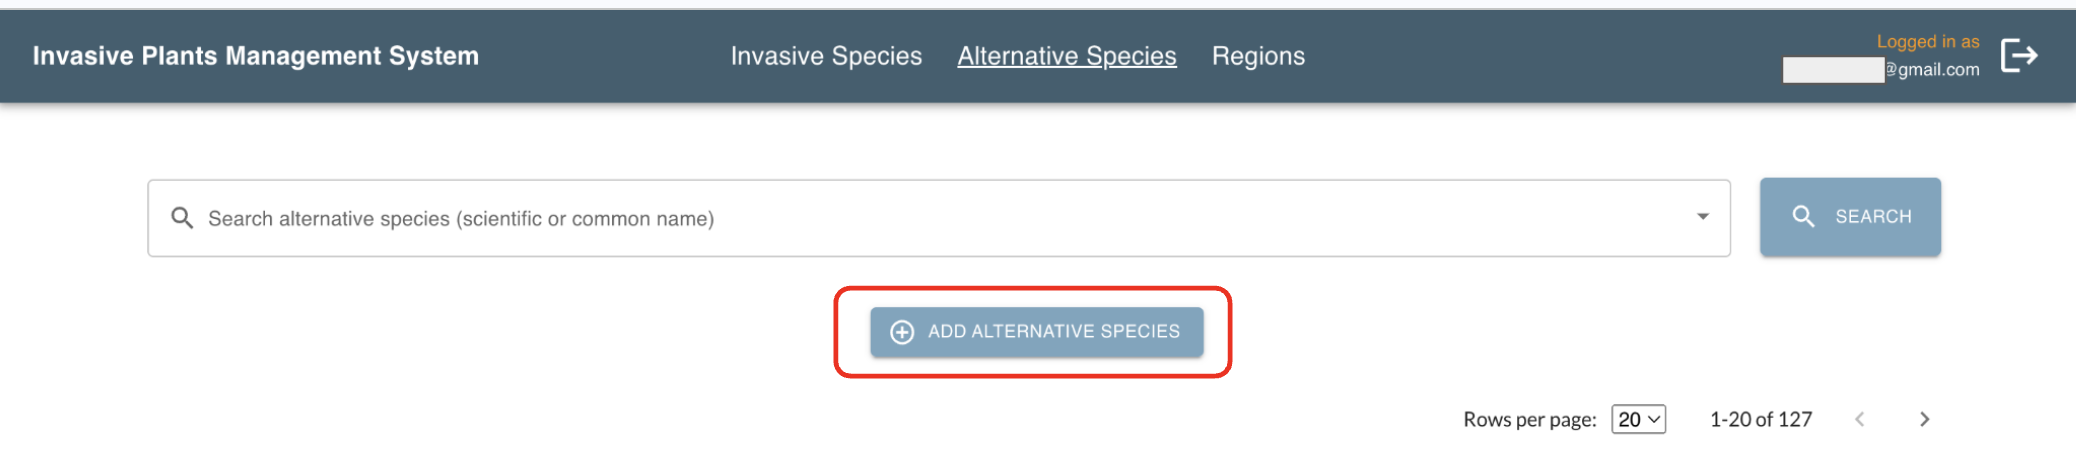 Invasive Plants Management System
Invasive Species Alternative Species Regions
Logged in as
@gmail.com
Search alternative species (scientific or common name)
SEARCH
ADD ALTERNATIVE SPECIES
Rows per page: 20 1-20 of 127